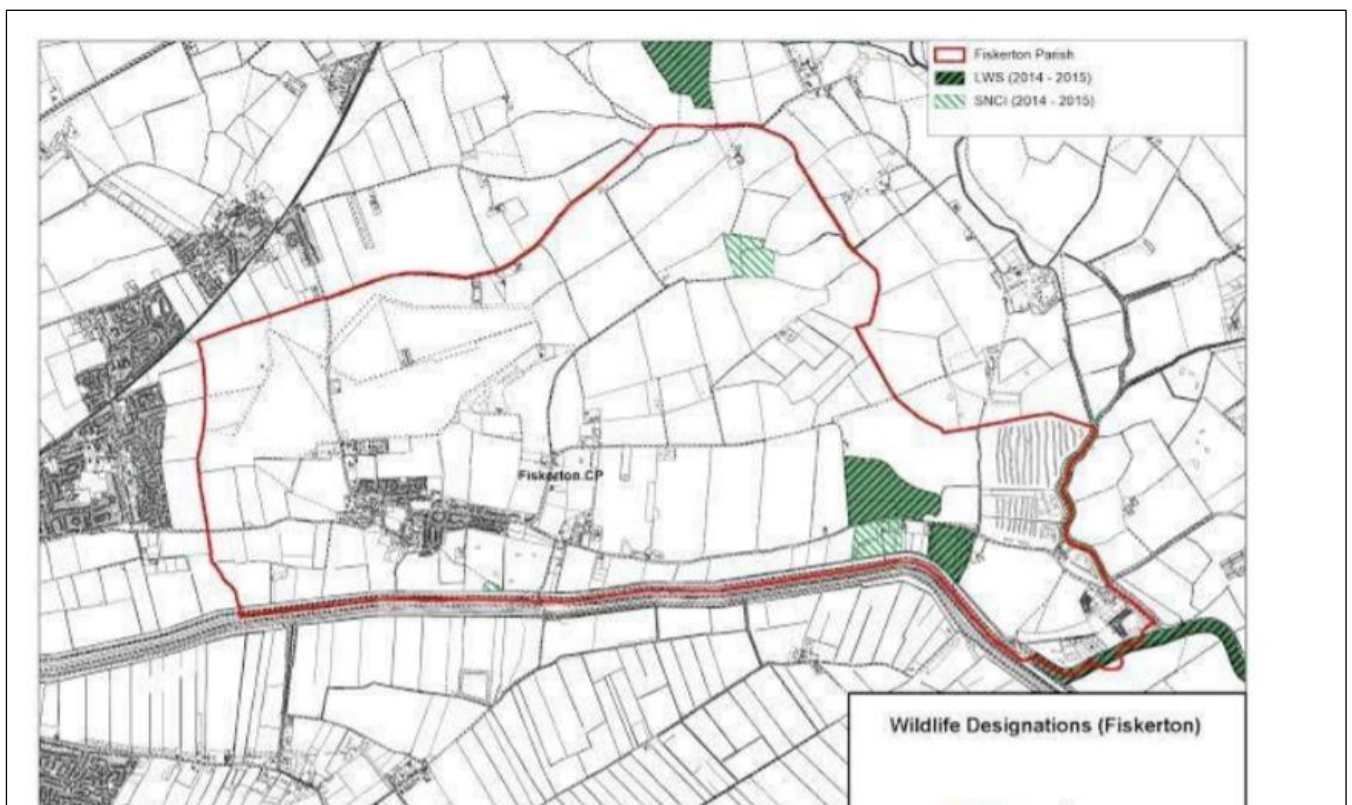 Fiskerton Parish
LWS (2014 - 2015)
SNCI (2014 - 2015)
Fiskerton CP
Wildlife Designations (Fiskerton)